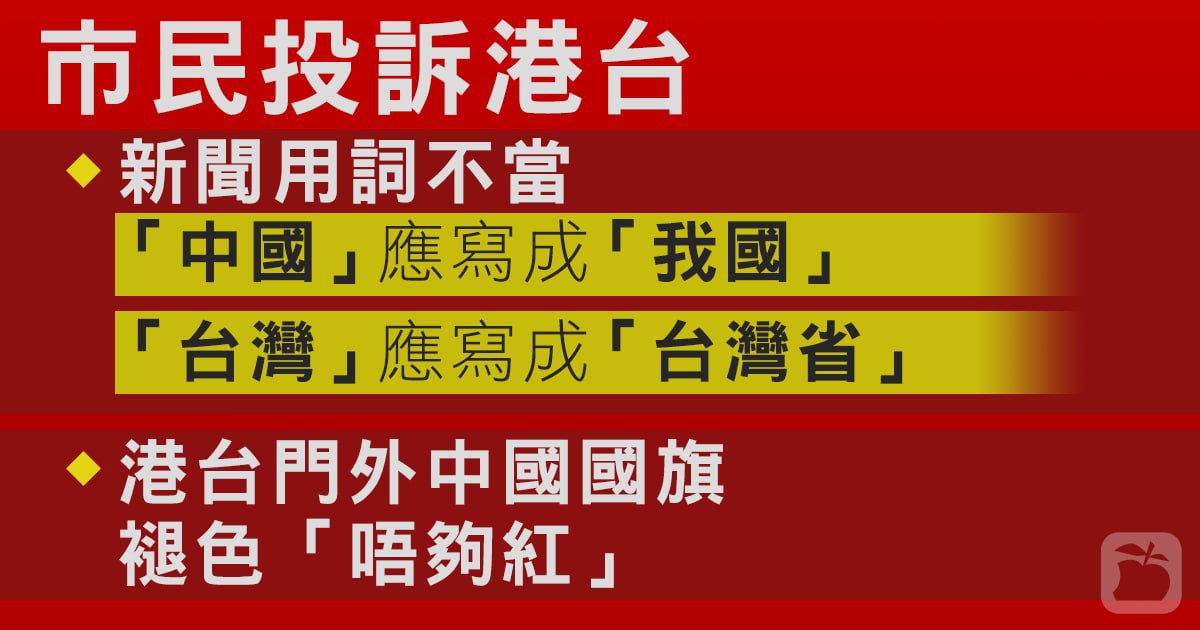 市民投訴港台
新聞用詞不當
「中國」應寫成「我國」
「台灣」應寫成「台灣省」
港台門外中國國旗
褪色「唔夠紅」